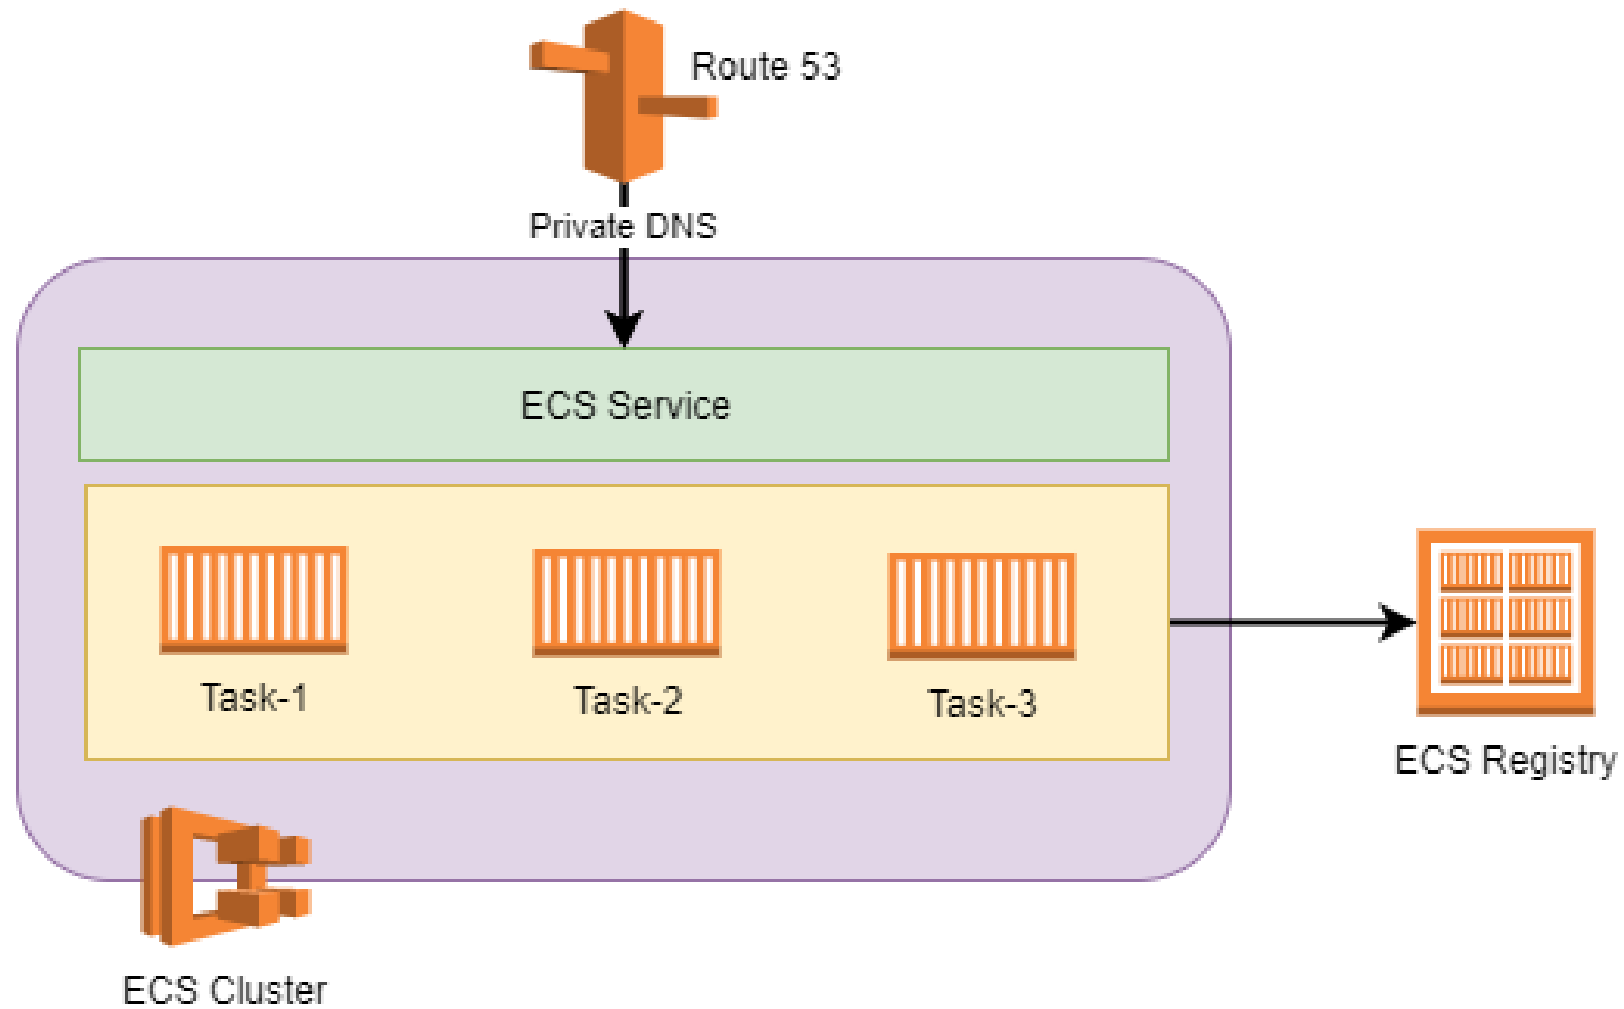 Route 53
Private DNS
ECS Service
Task-1
Task-2
Task-3
ECS Registry
ECS Cluster